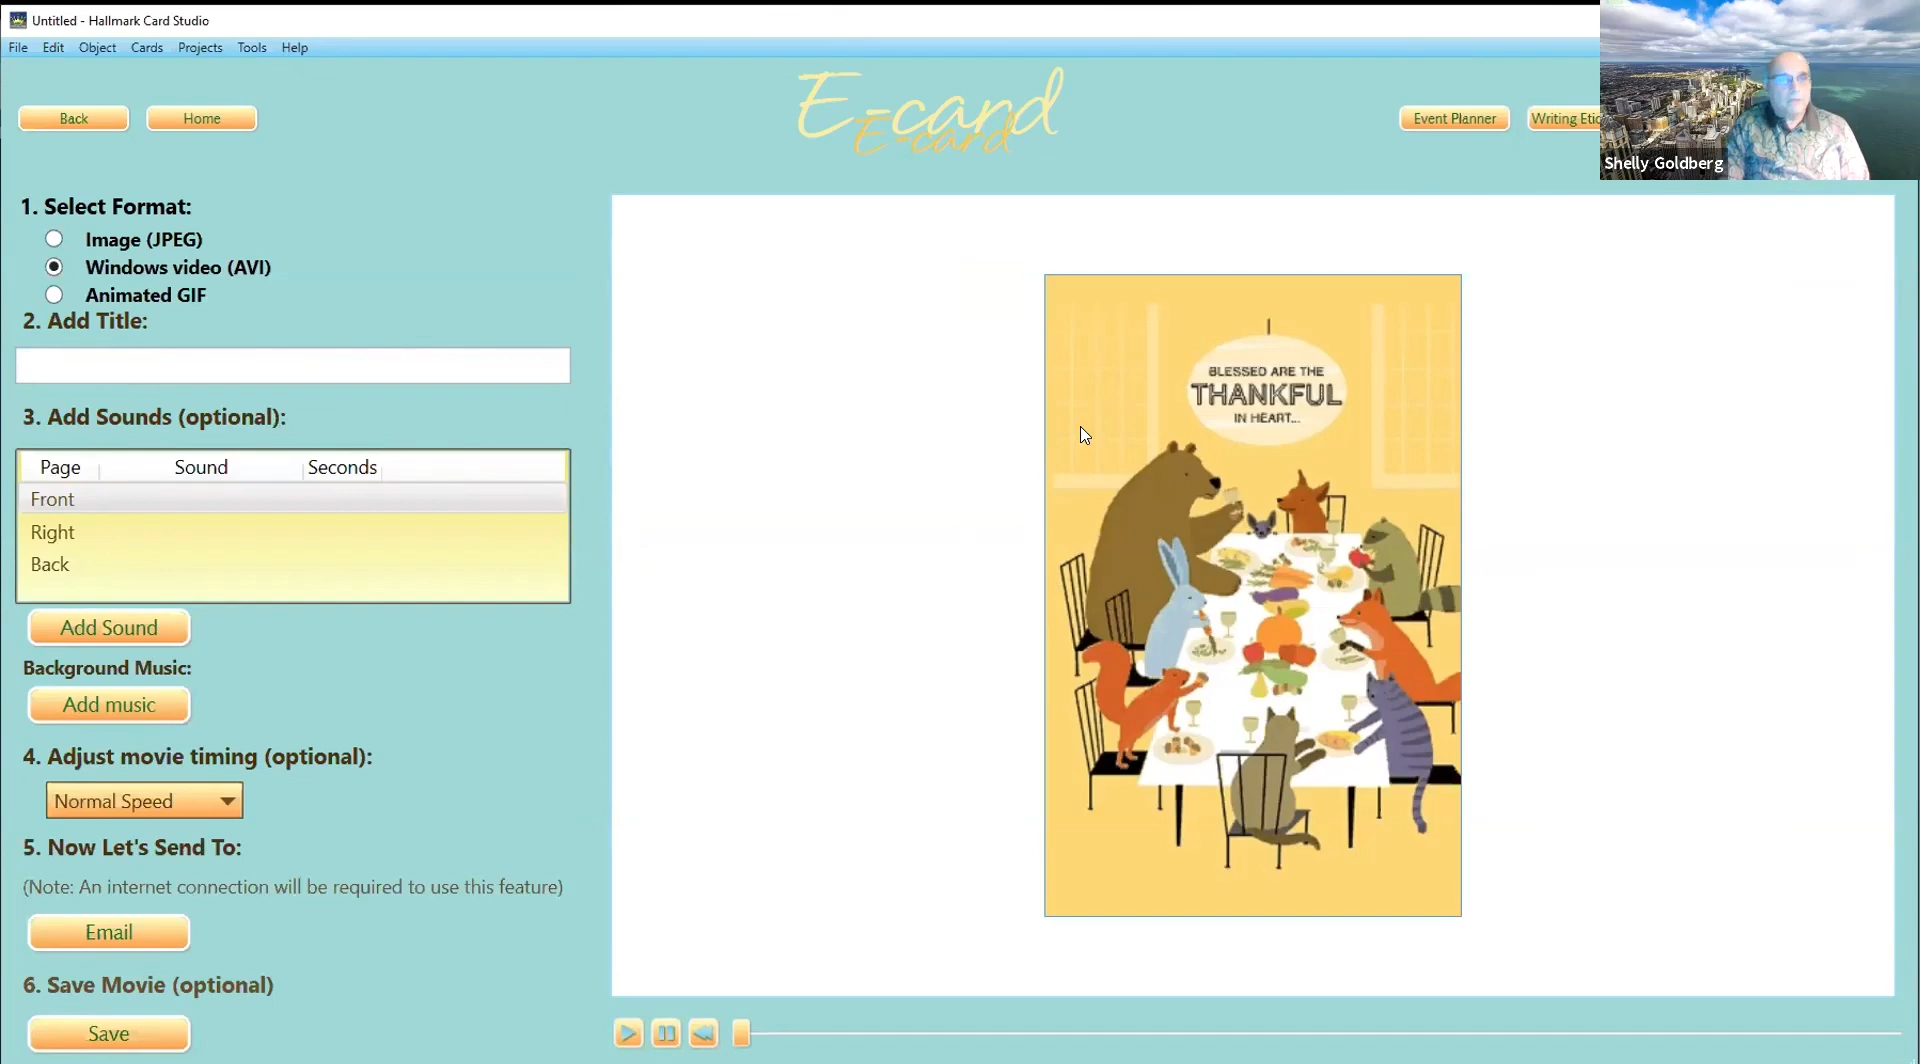 Untitled - Hallmark Card Studio
File Edit Object Cards Projects Tools Help
Back
Home
E-card
E-card
Event Planner
Writing
Shelly Goldberg
1. Select Format:
Image (JPEG)
Windows video (AVI)
Animated GIF
2. Add Title:
3. Add Sounds (optional):
Page Sound Seconds
Front
Right
Back
Add Sound
Background Music:
Add music
4. Adjust movie timing (optional):
Normal Speed
5. Now Let's Send To:
(Note: An internet connection will be required to use this feature)
Email
6. Save Movie (optional)
Save
BLESSED ARE THE
THANKFUL
IN HEART...